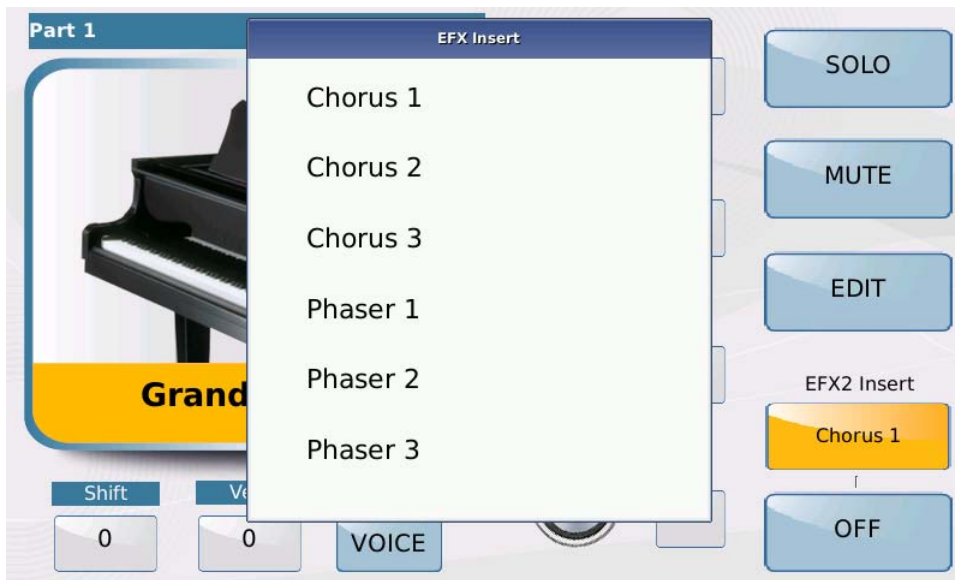 Part 1
EFX Insert
Chorus 1
Chorus 2
Chorus 3
Phaser 1
Phaser 2
Phaser 3
Grand
Shift
0
Ve
0
VOICE
SOLO
MUTE
EDIT
EFX2 Insert
Chorus 1
OFF